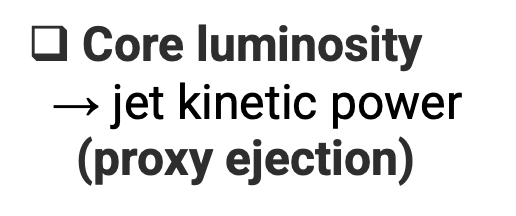 ❑ Core luminosity
→ jet kinetic power
(proxy ejection)